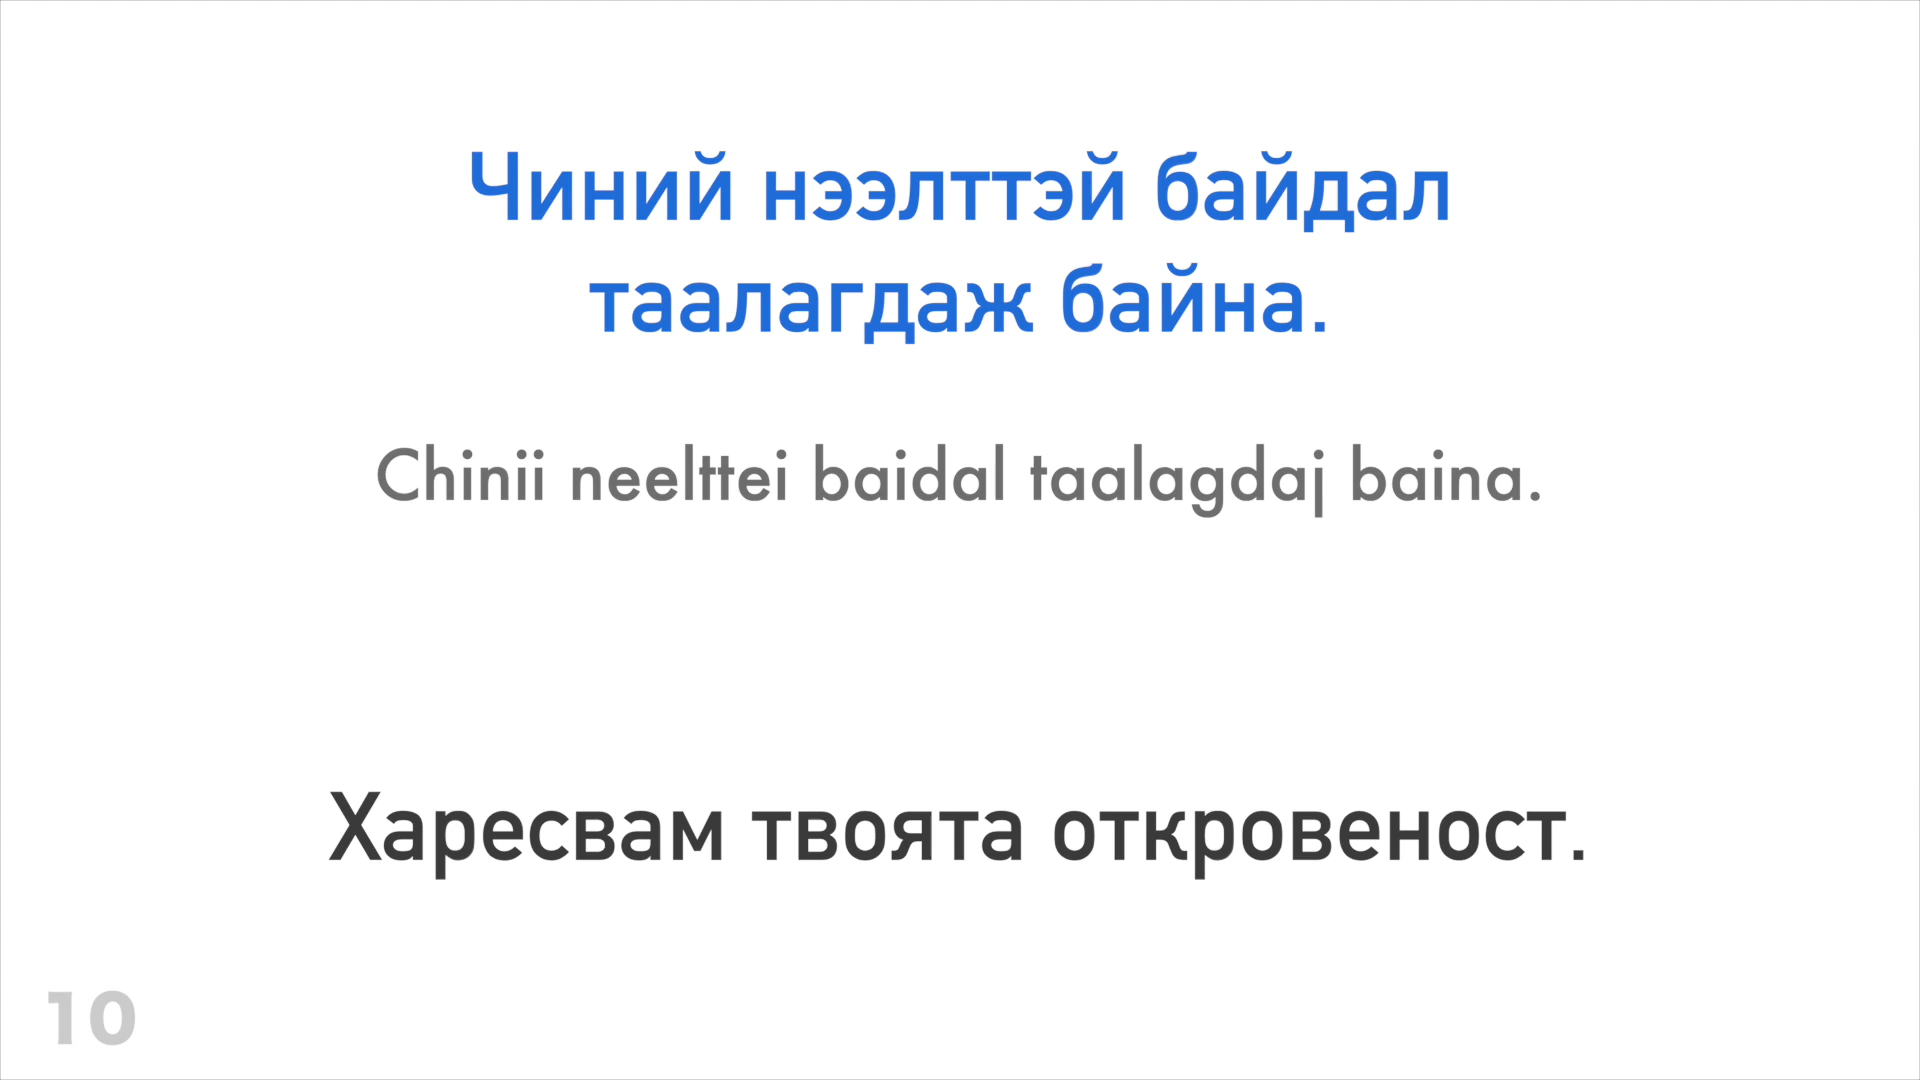 Чиний нээлттэй байдал
таалагдаж байна.
Chinii neelttei baidal taalagdaj baina.
Харесвам твоята откровеност.
10